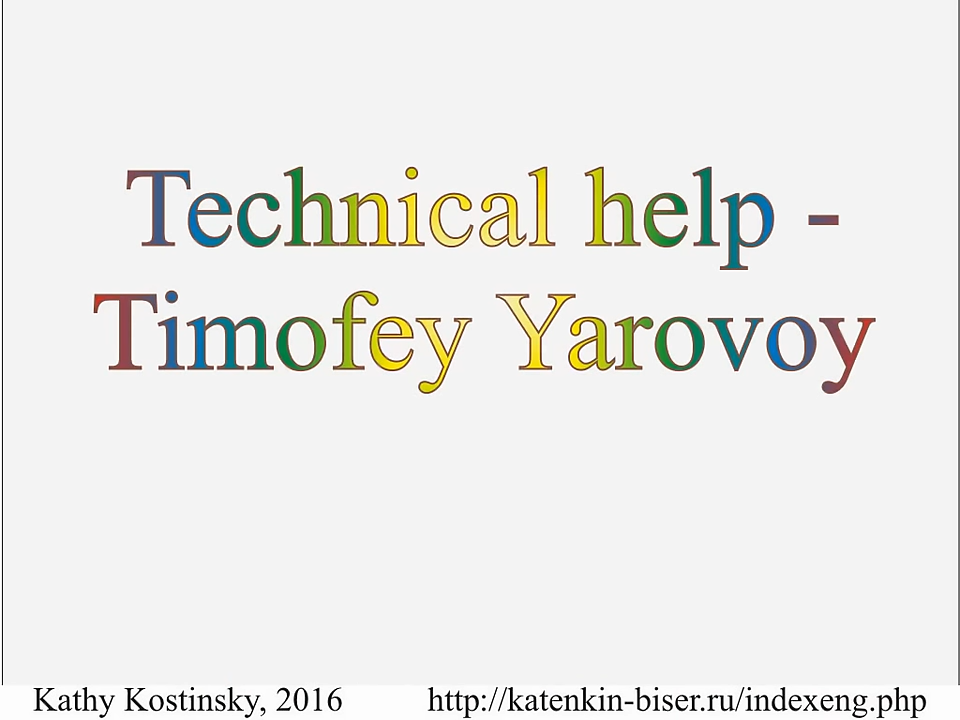 Technical help -
Timofey Yarovoy
Kathy Kostinsky, 2016 http://katenkin-biser.ru/indexeng.php